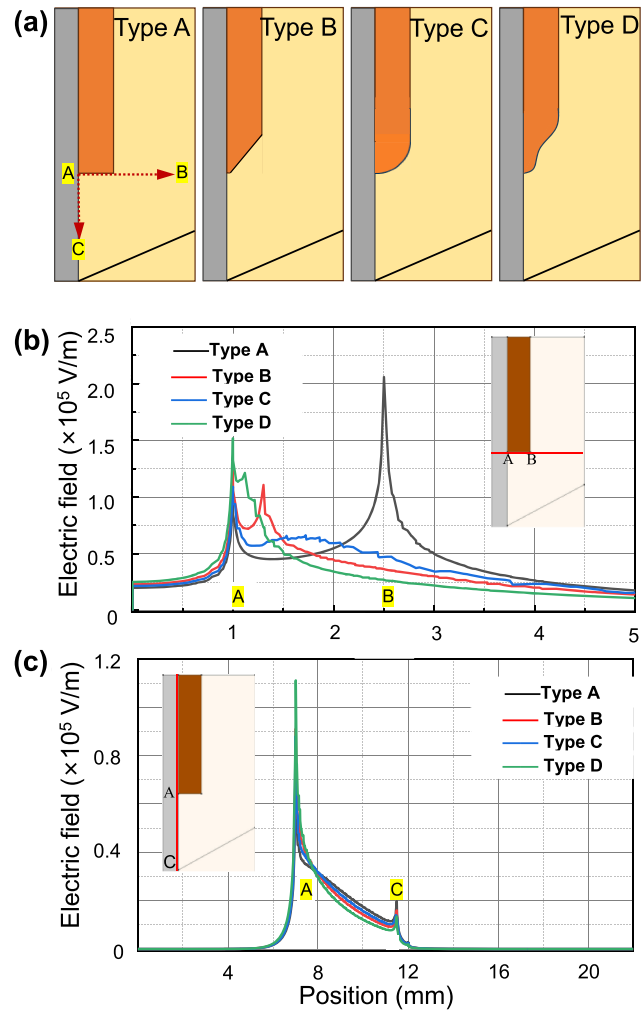 (a)
Type A
Type B
Type C
Type D
A
B
C
(b)
Electric field (×10⁵ V/m)
2.5
2.0
1.5
1.0
0.5
0
Type A
Type B
Type C
Type D
A B
A
B
1 2 3 4 5
(c)
Electric field (×10⁵ V/m)
1.2
0.8
0.4
0
A
C
Type A
Type B
Type C
Type D
A
C
4 8 12 16 20
Position (mm)